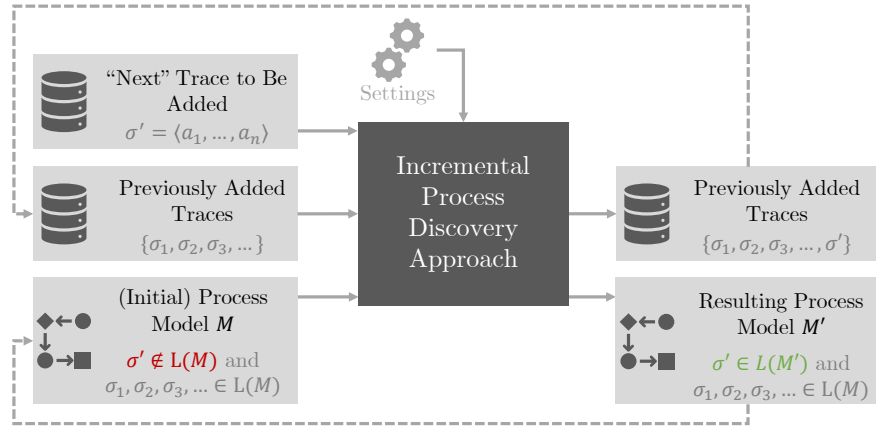 “Next” Trace to Be
Added
σ′ = ⟨a₁, … , aₙ⟩
Settings
Previously Added
Traces
{σ₁, σ₂, σ₃, … }
(Initial) Process
Model M
σ′ ∉ L(M) and
σ₁, σ₂, σ₃, … ∈ L(M)
Incremental
Process
Discovery
Approach
Previously Added
Traces
{σ₁, σ₂, σ₃, … , σ′}
Resulting Process
Model M′
σ′ ∈ L(M′) and
σ₁, σ₂, σ₃, … ∈ L(M)